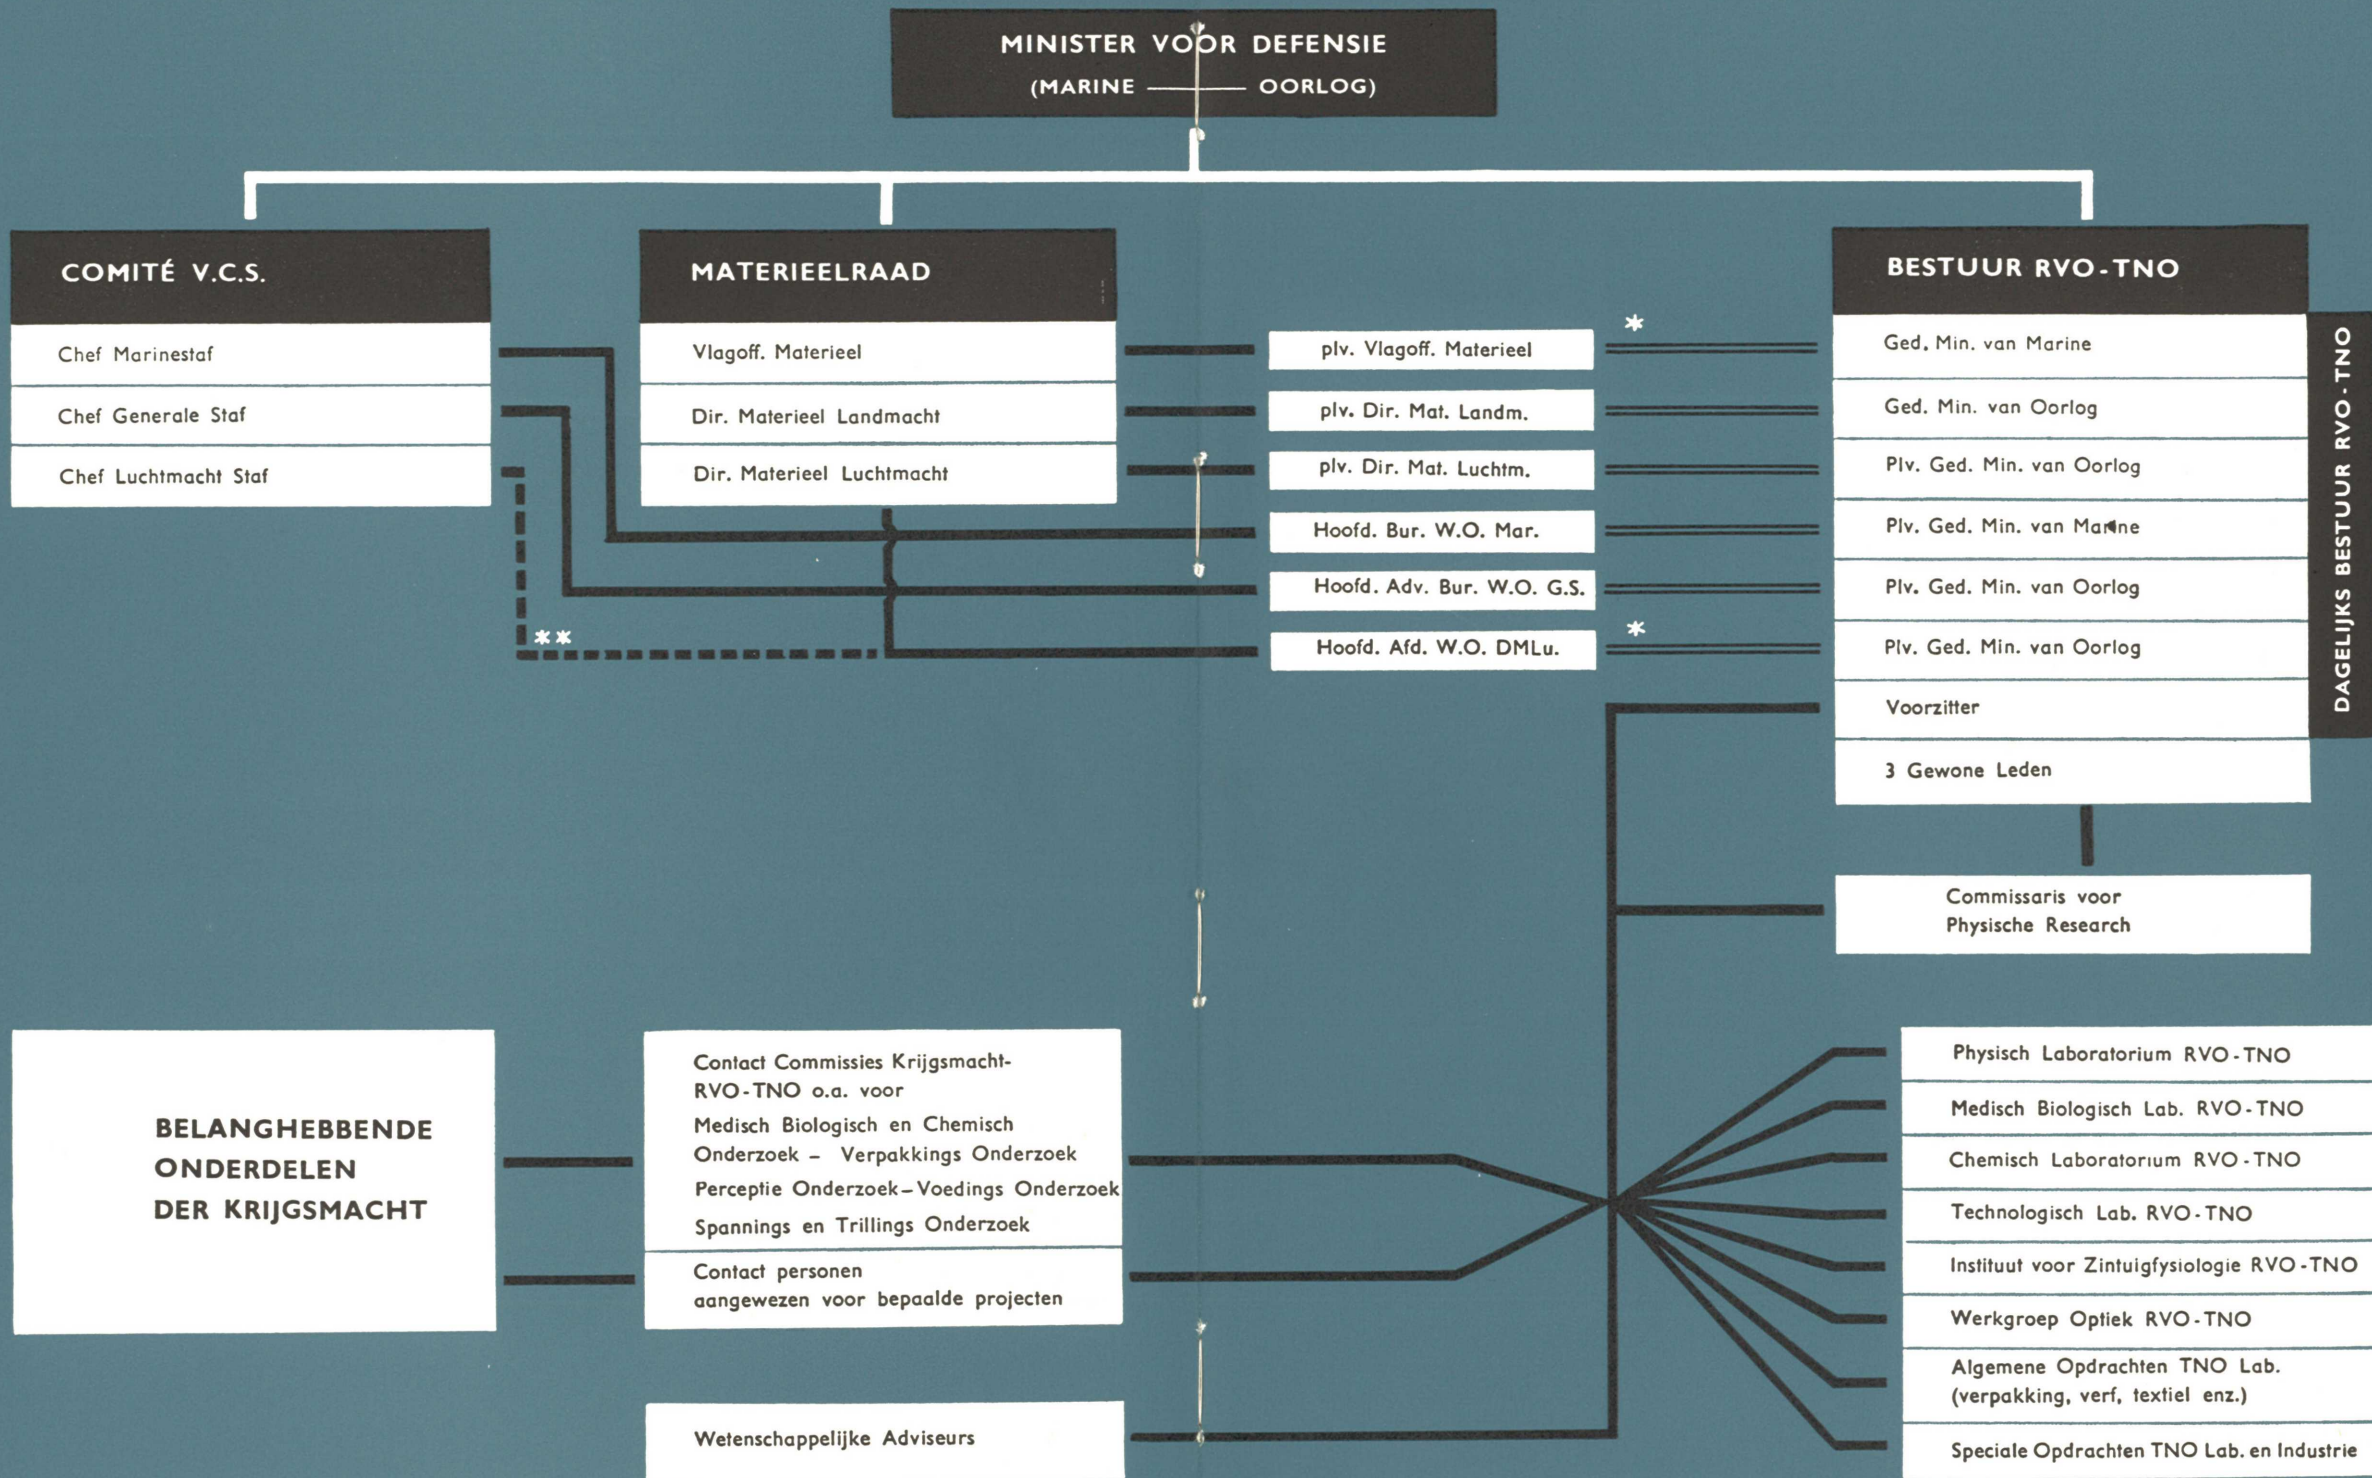 MINISTER VOOR DEFENSIE
(MARINE —— OORLOG)
COMITÉ V.C.S.
Chef Marinestaf
Chef Generale Staf
Chef Luchtmacht Staf
MATERIEELRAAD
Vlagoff. Materieel
Dir. Materieel Landmacht
Dir. Materieel Luchtmacht
plv. Vlagoff. Materieel
plv. Dir. Mat. Landm.
plv. Dir. Mat. Luchtm.
Hoofd. Bur. W.O. Mar.
Hoofd. Adv. Bur. W.O. G.S.
Hoofd. Afd. W.O. DMLu.
*
*
**
BESTUUR RVO-TNO
Ged. Min. van Marine
Ged. Min. van Oorlog
Plv. Ged. Min. van Oorlog
Plv. Ged. Min. van Marine
Plv. Ged. Min. van Oorlog
Plv. Ged. Min. van Oorlog
Voorzitter
3 Gewone Leden
DAGELIJKS BESTUUR RVO-TNO
Commissaris voor
Physische Research
BELANGHEBBENDE
ONDERDELEN
DER KRIJGSMACHT
Contact Commissies Krijgsmacht-
RVO-TNO o.a. voor
Medisch Biologisch en Chemisch
Onderzoek – Verpakkings Onderzoek
Perceptie Onderzoek–Voedings Onderzoek
Spannings en Trillings Onderzoek
Contact personen
aangewezen voor bepaalde projecten
Wetenschappelijke Adviseurs
Physisch Laboratorium RVO-TNO
Medisch Biologisch Lab. RVO-TNO
Chemisch Laboratorium RVO-TNO
Technologisch Lab. RVO-TNO
Instituut voor Zintuigfysiologie RVO-TNO
Werkgroep Optiek RVO-TNO
Algemene Opdrachten TNO Lab.
(verpakking, verf, textiel enz.)
Speciale Opdrachten TNO Lab. en Industrie